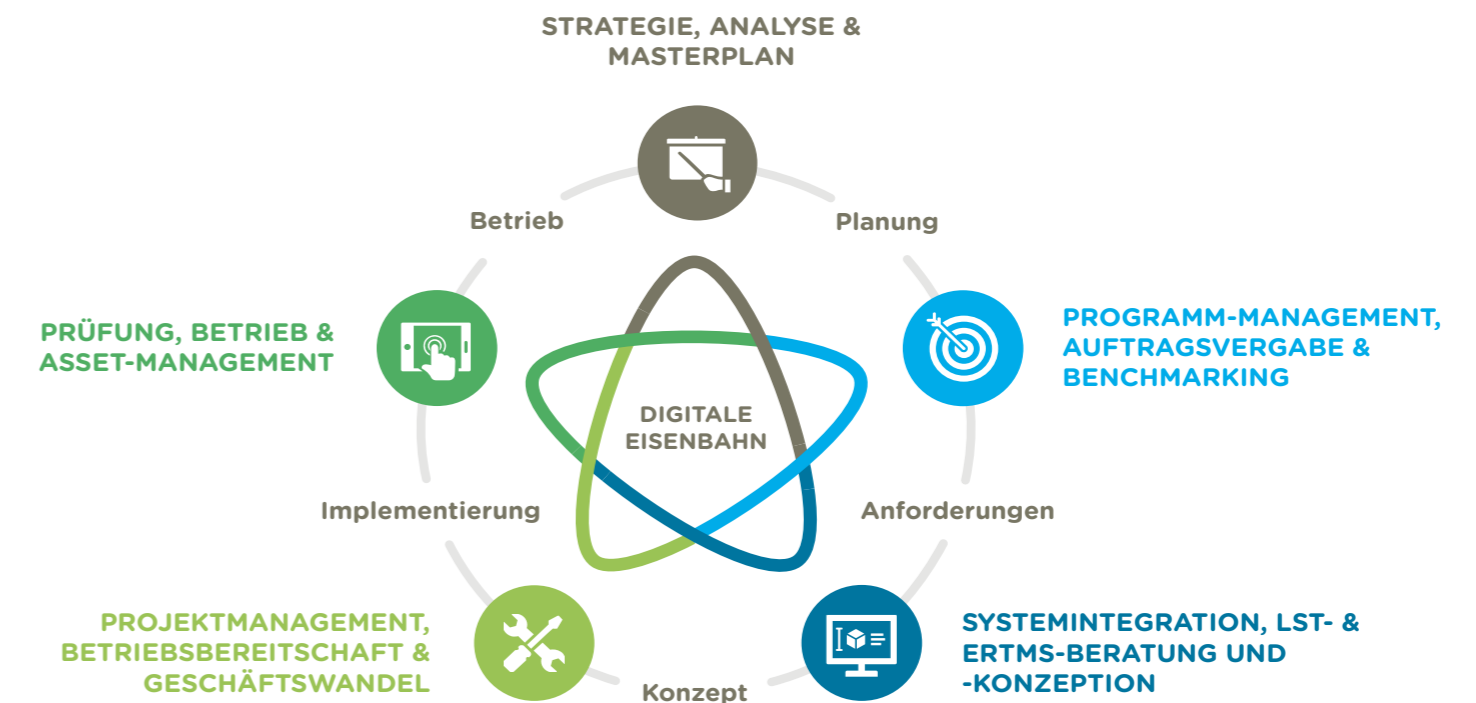 STRATEGIE, ANALYSE &
MASTERPLAN
Betrieb
Planung
PRÜFUNG, BETRIEB &
ASSET-MANAGEMENT
PROGRAMM-MANAGEMENT,
AUFTRAGSVERGABE &
BENCHMARKING
DIGITALE
EISENBAHN
Implementierung
Anforderungen
PROJEKTMANAGEMENT,
BETRIEBSBEREITSCHAFT &
GESCHÄFTSWANDEL
SYSTEMINTEGRATION, LST- &
ERTMS-BERATUNG UND
-KONZEPTION
Konzept